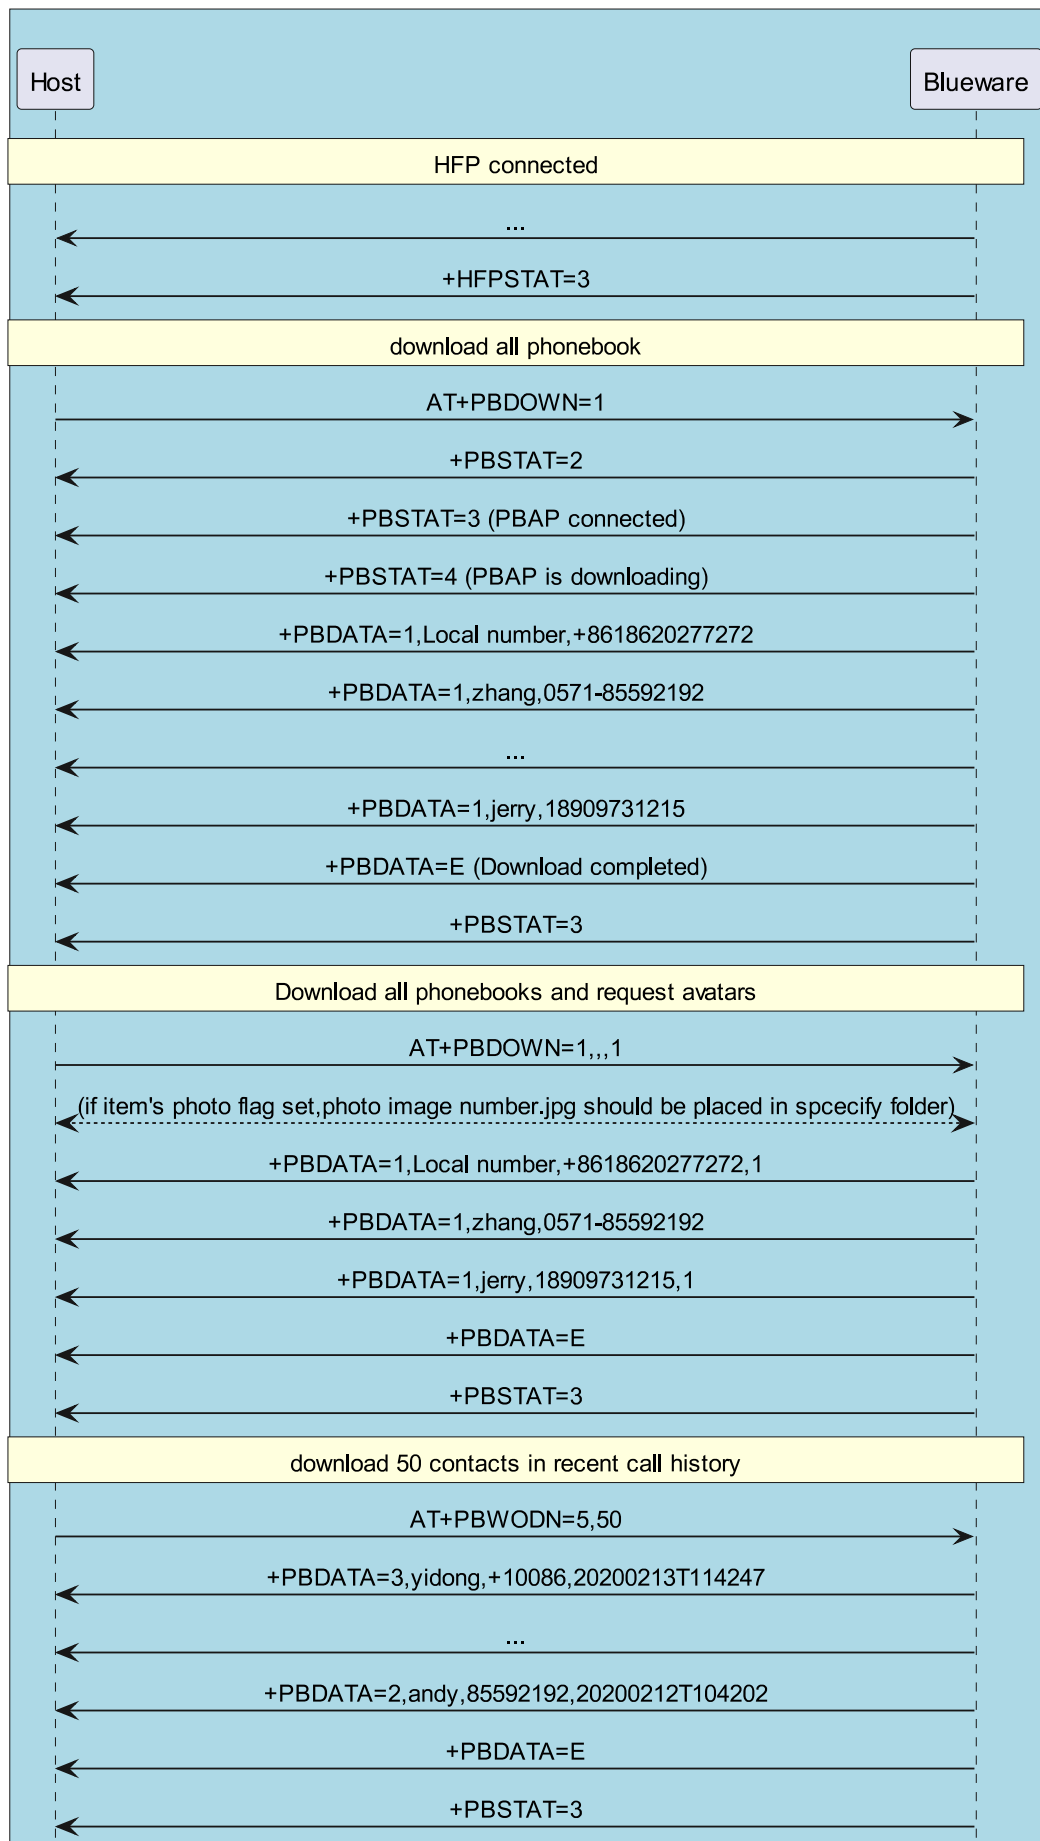 Host
Blueware
HFP connected
...
+HFPSTAT=3
download all phonebook
AT+PBDOWN=1
+PBSTAT=2
+PBSTAT=3 (PBAP connected)
+PBSTAT=4 (PBAP is downloading)
+PBDATA=1,Local number,+8618620277272
+PBDATA=1,zhang,0571-85592192
...
+PBDATA=1,jerry,18909731215
+PBDATA=E (Download completed)
+PBSTAT=3
Download all phonebooks and request avatars
AT+PBDOWN=1,,,1
(if item's photo flag set,photo image number.jpg should be placed in spcecify folder)
+PBDATA=1,Local number,+8618620277272,1
+PBDATA=1,zhang,0571-85592192
+PBDATA=1,jerry,18909731215,1
+PBDATA=E
+PBSTAT=3
download 50 contacts in recent call history
AT+PBWODN=5,50
+PBDATA=3,yidong,+10086,20200213T114247
...
+PBDATA=2,andy,85592192,20200212T104202
+PBDATA=E
+PBSTAT=3